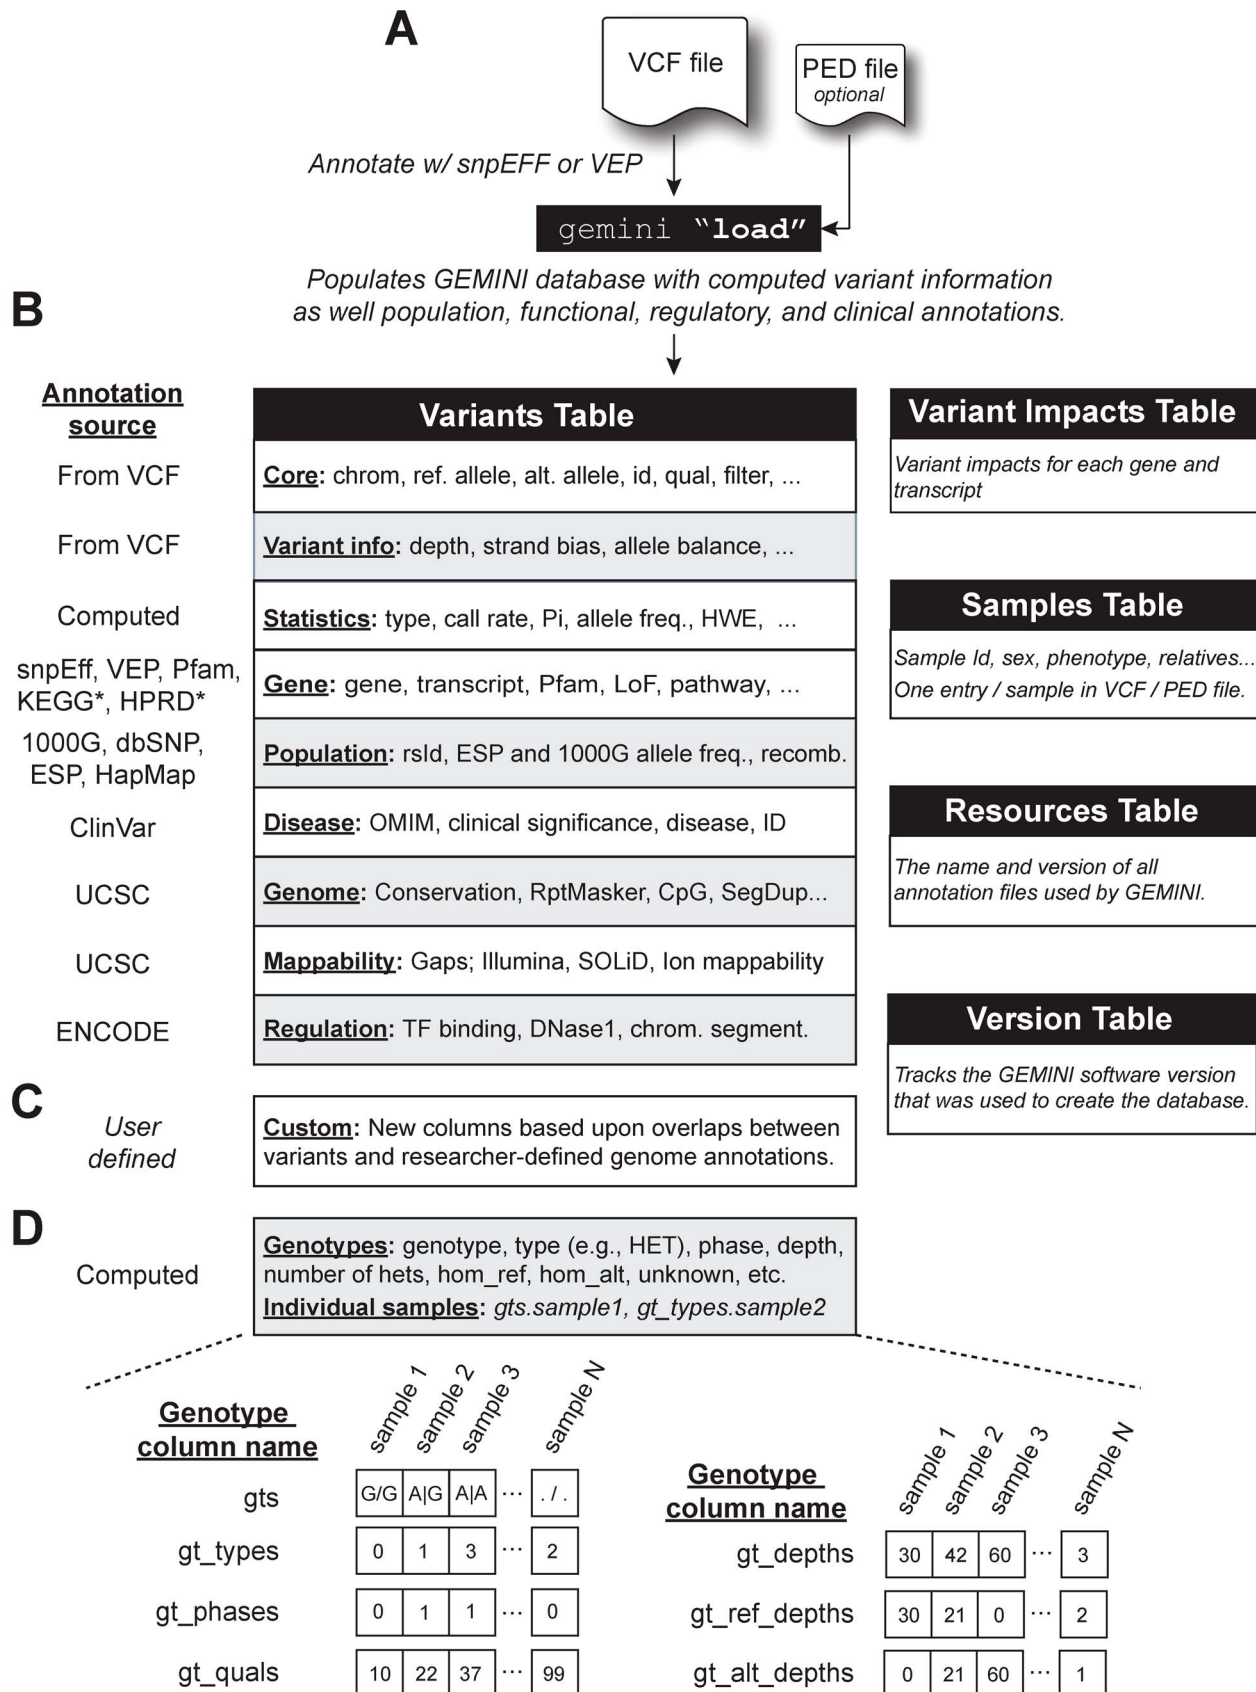 A
VCF file
PED file
optional
Annotate w/ snpEFF or VEP
gemini “load”
Populates GEMINI database with computed variant information
as well population, functional, regulatory, and clinical annotations.
B
Annotation
source
Variants Table
From VCF
Core: chrom, ref. allele, alt. allele, id, qual, filter, ...
From VCF
Variant info: depth, strand bias, allele balance, ...
Computed
Statistics: type, call rate, Pi, allele freq., HWE, ...
snpEff, VEP, Pfam,
KEGG*, HPRD*
Gene: gene, transcript, Pfam, LoF, pathway, ...
1000G, dbSNP,
ESP, HapMap
Population: rsId, ESP and 1000G allele freq., recomb.
ClinVar
Disease: OMIM, clinical significance, disease, ID
UCSC
Genome: Conservation, RptMasker, CpG, SegDup...
UCSC
Mappability: Gaps; Illumina, SOLiD, Ion mappability
ENCODE
Regulation: TF binding, DNase1, chrom. segment.
Variant Impacts Table
Variant impacts for each gene and
transcript
Samples Table
Sample Id, sex, phenotype, relatives...
One entry / sample in VCF / PED file.
Resources Table
The name and version of all
annotation files used by GEMINI.
Version Table
Tracks the GEMINI software version
that was used to create the database.
C
User
defined
Custom: New columns based upon overlaps between
variants and researcher-defined genome annotations.
D
Computed
Genotypes: genotype, type (e.g., HET), phase, depth,
number of hets, hom_ref, hom_alt, unknown, etc.
Individual samples: gts.sample1, gt_types.sample2
Genotype
column name
sample 1
sample 2
sample 3
sample N
gts G/G A|G A|A ... . / .
gt_types 0 1 3 ... 2
gt_phases 0 1 1 ... 0
gt_quals 10 22 37 ... 99
Genotype
column name
sample 1
sample 2
sample 3
sample N
gt_depths 30 42 60 ... 3
gt_ref_depths 30 21 0 ... 2
gt_alt_depths 0 21 60 ... 1